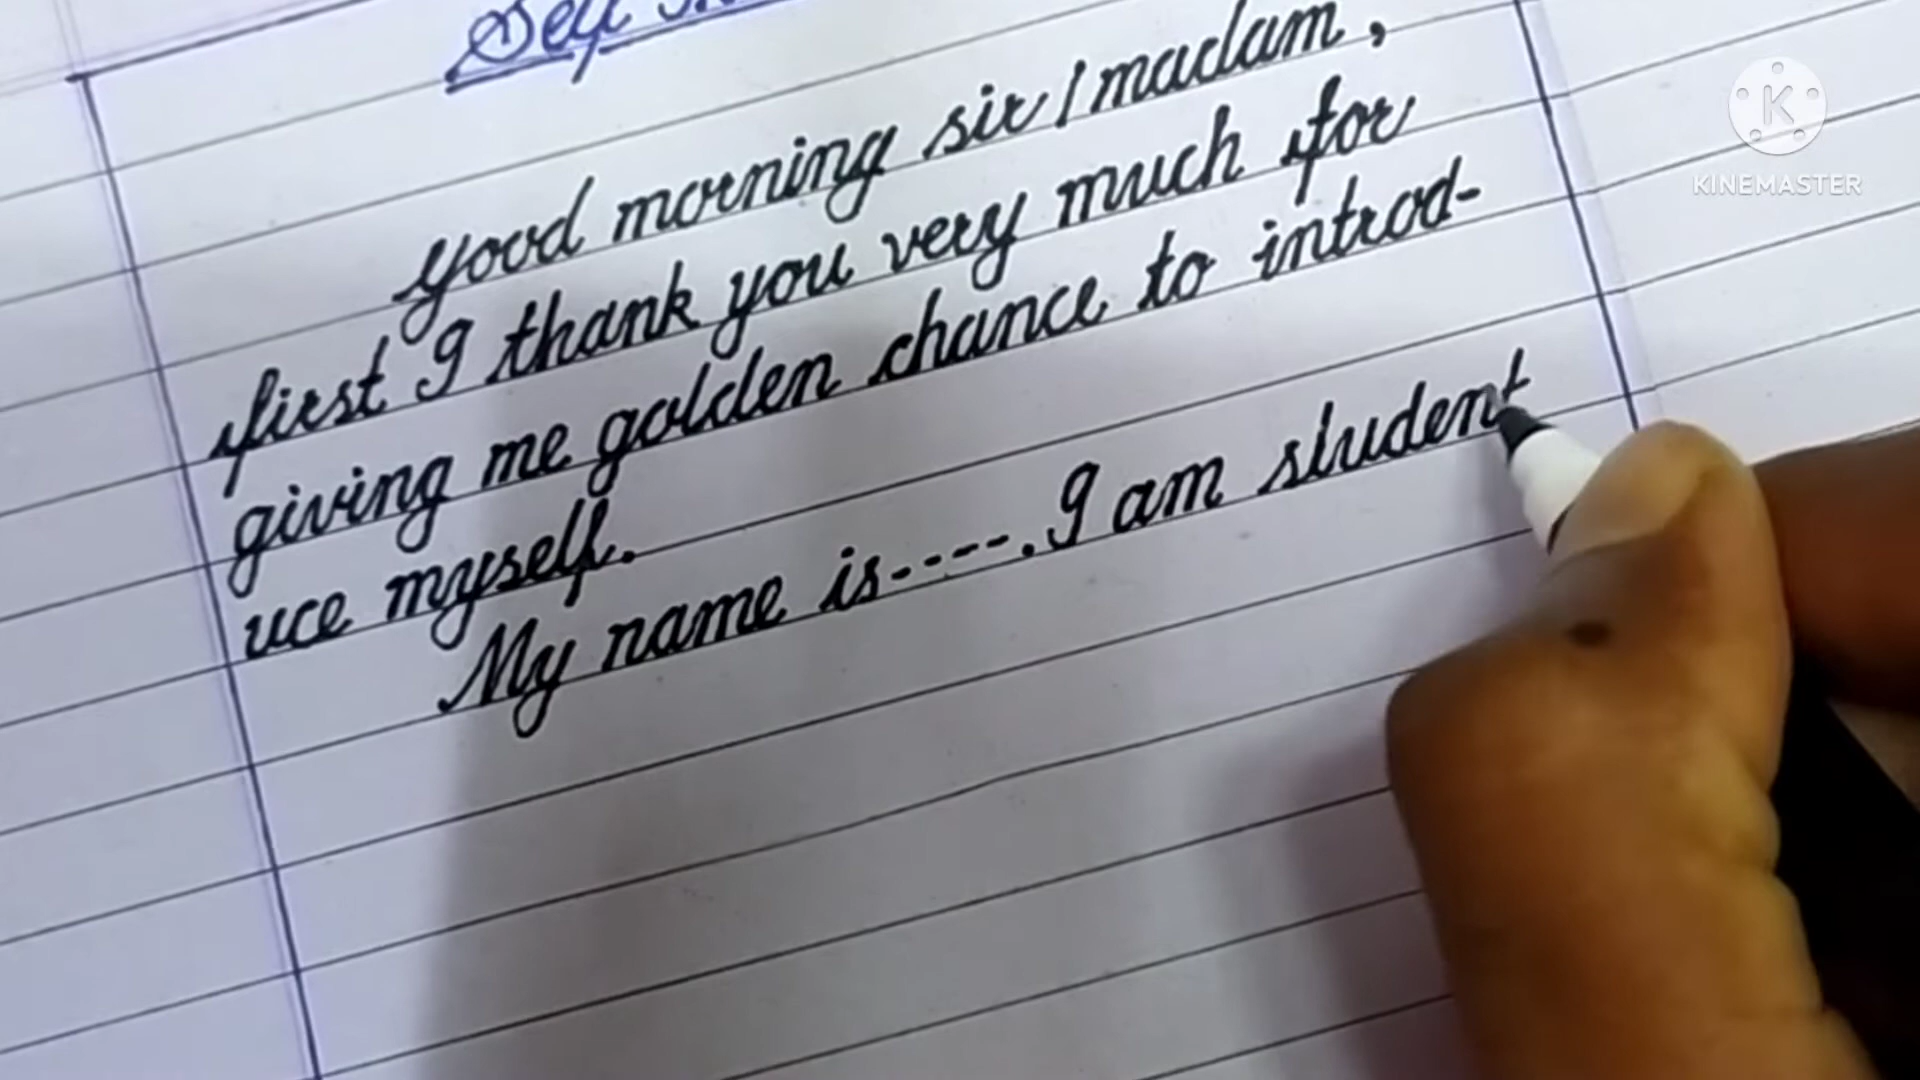 Self
good morning sir / madam,
first I thank you very much for
giving me golden chance to introd-
uce myself.
My name is-----. I am student
KINEMASTER